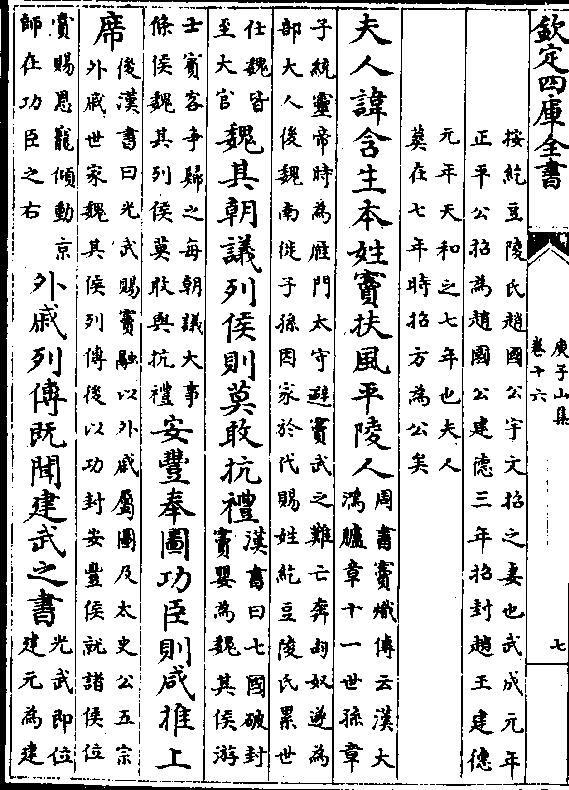 欽定四庫全書
庾子山集
卷十六
七
按紇豆陵氏趙國公宇文招之妻也武成元年
正平公招為趙國公建德三年招封趙王建德
元年天和之七年也夫人
葬在七年時招方為公矣
夫人諱含生本姓竇扶風平陵人
周書竇熾傳云漢大
鴻臚章十一世孫章
子統靈帝時為雁門太守避竇武之難亡奔匈奴遂為
部大人後魏南徙子孫因家於代賜姓紇豆陵氏累世
仕魏皆
至大官
魏其朝議列侯則莫敢抗禮
漢書曰七國破封
竇嬰為魏其侯游
士賓客爭歸之每朝議大事
條侯魏其列侯莫敢與抗禮
安豐奉圖功臣則咸推上
席
後漢書曰光武賜竇融以外戚屬圖及太史公五宗
外戚世家魏其侯列傳後以功封安豐侯就諸侯位
賞賜恩寵傾動京
師在功臣之右
外戚列傳既聞建武之書
光武即位
建元為建